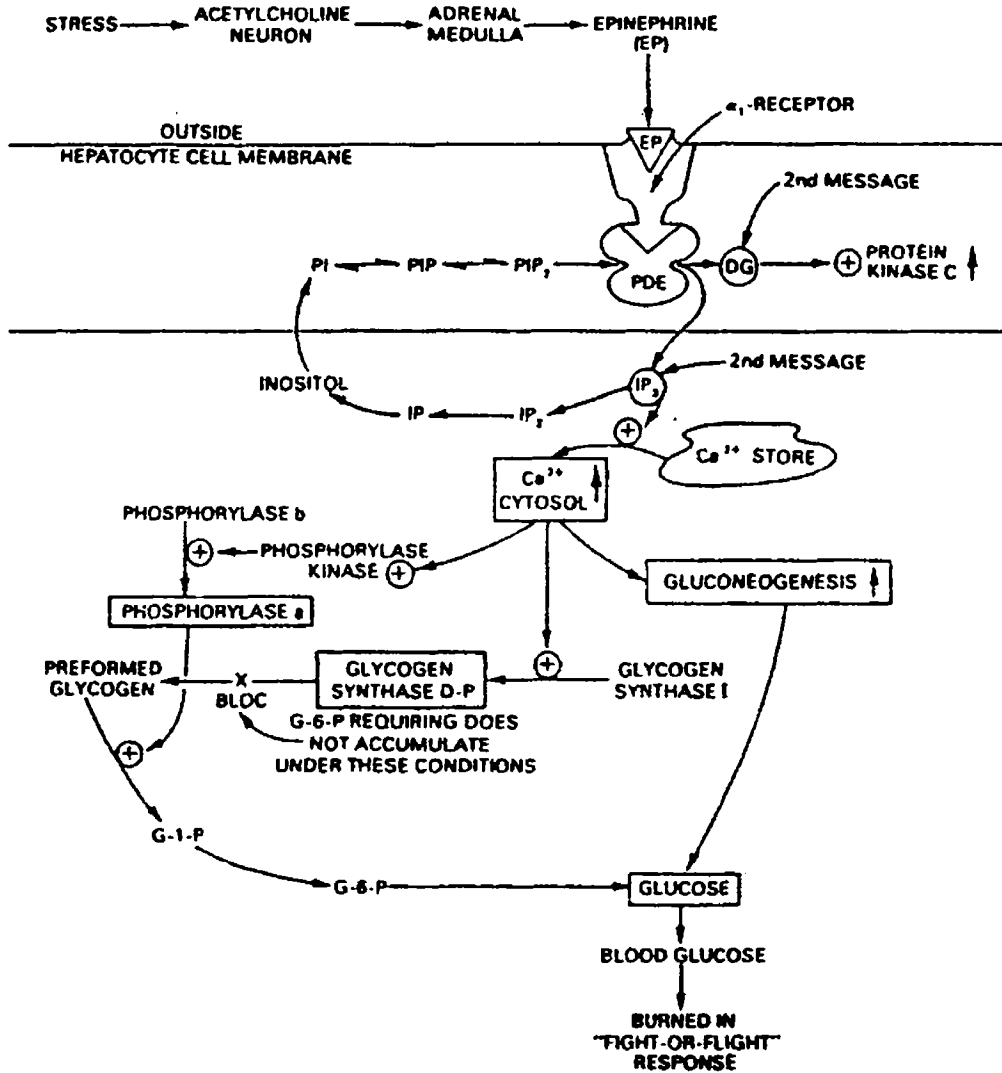 STRESS
ACETYLCHOLINE
NEURON
ADRENAL
MEDULLA
EPINEPHRINE
(EP)
α₁-RECEPTOR
OUTSIDE
HEPATOCYTE CELL MEMBRANE
EP
2nd MESSAGE
PI
PIP
PIP₂
PDE
DG
+
PROTEIN
KINASE C
2nd MESSAGE
INOSITOL
IP
IP₂
IP₃
+
Ca²⁺ STORE
Ca²⁺
CYTOSOL
PHOSPHORYLASE b
+
PHOSPHORYLASE
KINASE
+
GLUCONEOGENESIS
PHOSPHORYLASE a
+
PREFORMED
GLYCOGEN
X
BLOC
GLYCOGEN
SYNTHASE D-P
GLYCOGEN
SYNTHASE I
G-6-P REQUIRING DOES
NOT ACCUMULATE
UNDER THESE CONDITIONS
+
G-1-P
G-6-P
GLUCOSE
BLOOD GLUCOSE
BURNED IN
"FIGHT-OR-FLIGHT"
RESPONSE